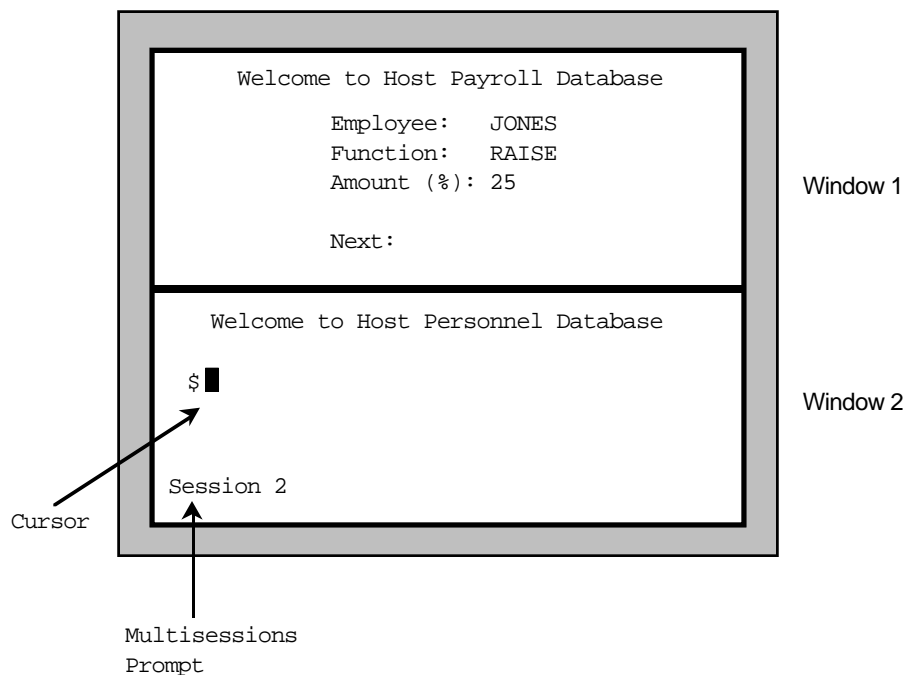 Welcome to Host Payroll Database
Employee: JONES
Function: RAISE
Amount (%): 25
Next:
Window 1
Welcome to Host Personnel Database
$
Window 2
Session 2
Cursor
Multisessions
Prompt